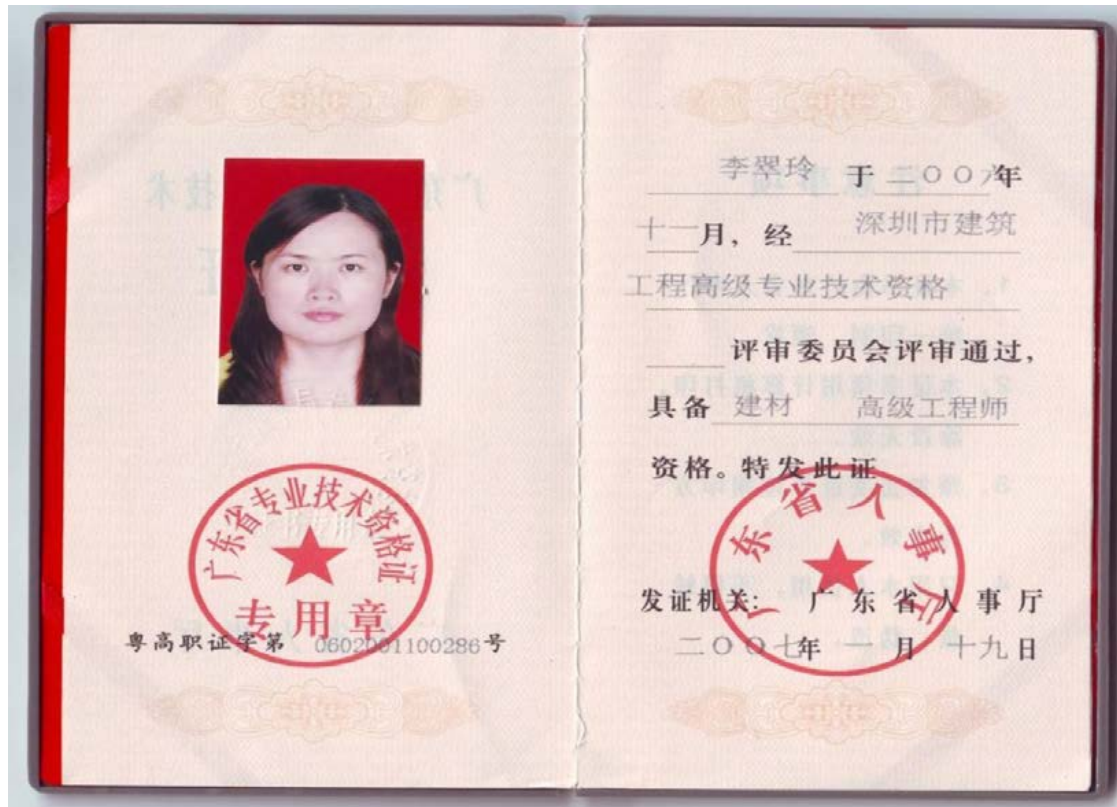 广东省专业技术资格证
专用章
粤高职证字第 0602001100286号
李翠玲 于 二〇〇六年
十一月，经 深圳市建筑
工程高级专业技术资格
评审委员会评审通过，
具备 建材 高级工程师
资格。特发此证
广东省人事厅
发证机关： 广东省人事厅
二〇〇七年 月 十九日